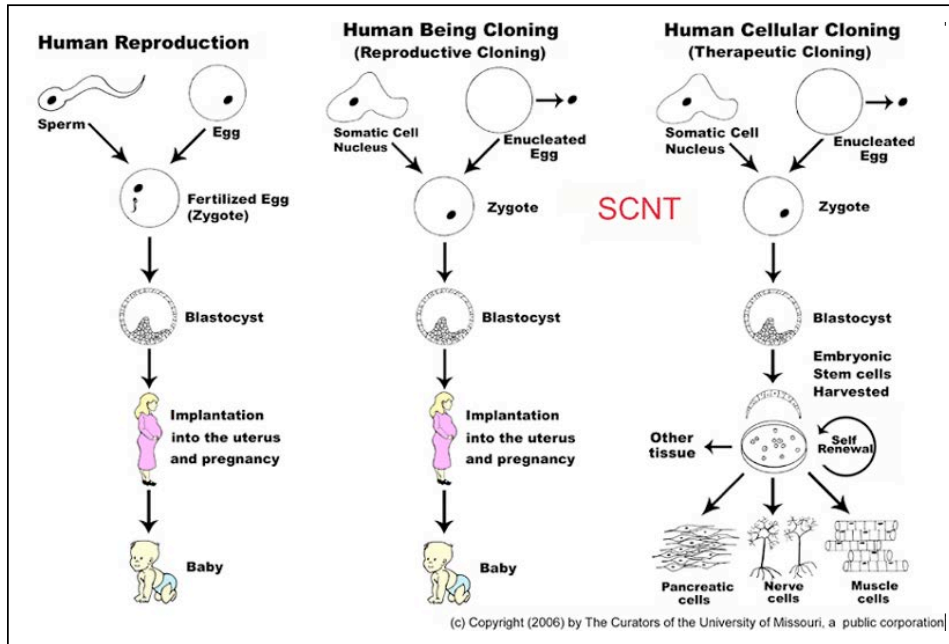 Human Reproduction
Sperm
Egg
Fertilized Egg
(Zygote)
Blastocyst
Implantation
into the uterus
and pregnancy
Baby
Human Being Cloning
(Reproductive Cloning)
Somatic Cell
Nucleus
Enucleated
Egg
Zygote
SCNT
Blastocyst
Implantation
into the uterus
and pregnancy
Baby
Human Cellular Cloning
(Therapeutic Cloning)
Somatic Cell
Nucleus
Enucleated
Egg
Zygote
Blastocyst
Embryonic
Stem cells
Harvested
Other
tissue
Self
Renewal
Pancreatic
cells
Nerve
cells
Muscle
cells
(c) Copyright (2006) by The Curators of the University of Missouri, a public corporation